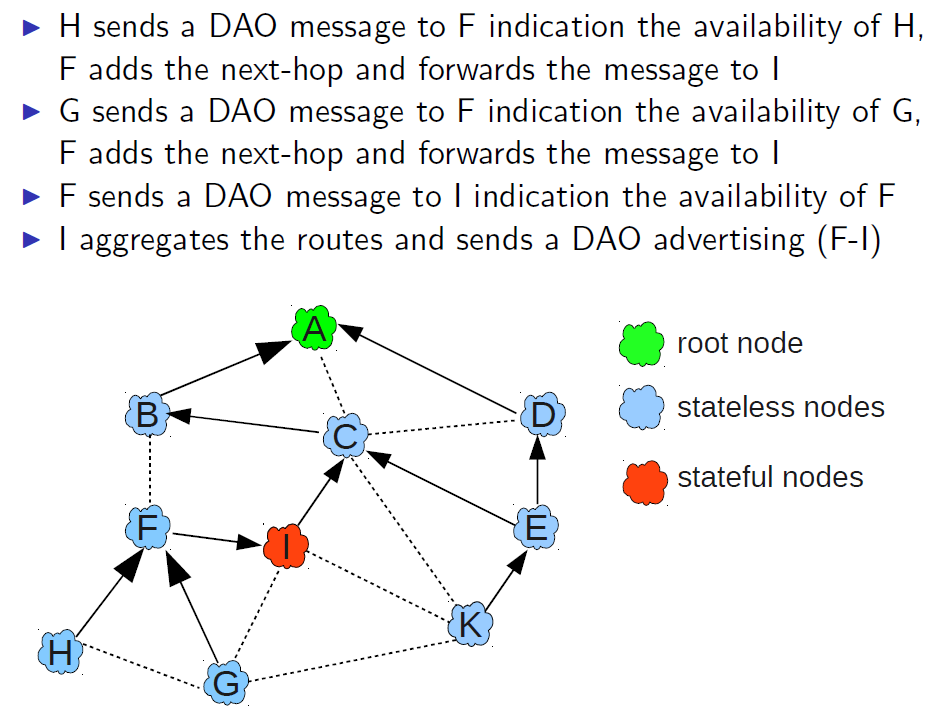 ► H sends a DAO message to F indication the availability of H,
F adds the next-hop and forwards the message to I
► G sends a DAO message to F indication the availability of G,
F adds the next-hop and forwards the message to I
► F sends a DAO message to I indication the availability of F
► I aggregates the routes and sends a DAO advertising (F-I)
A
root node
B
C
D
stateless nodes
stateful nodes
F
I
E
H
G
K